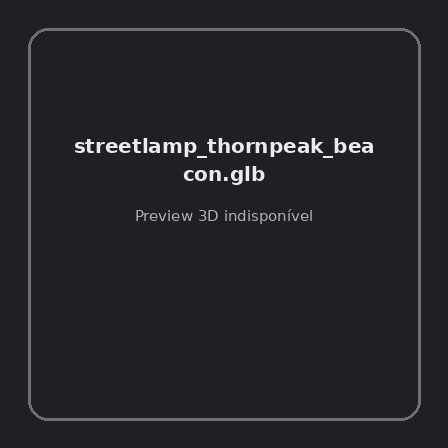 streetlamp_thornpeak_bea
con.glb
Preview 3D indisponível